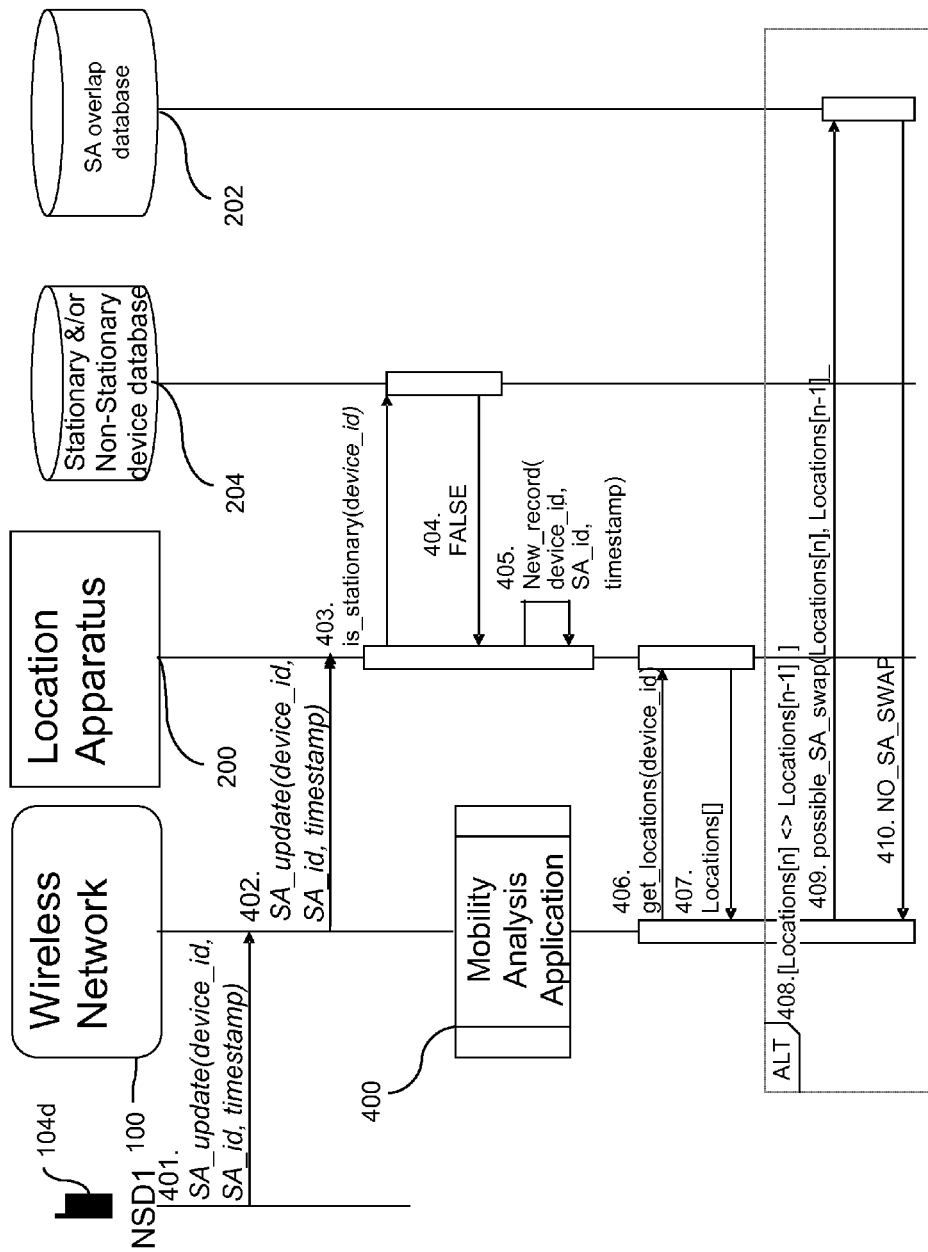 104d
NSD1
100
Wireless
Network
Location
Apparatus
200
Stationary &/or
Non-Stationary
device database
204
SA overlap
database
202
401.
SA_update(device_id,
SA_id, timestamp)
402.
SA_update(device_id,
SA_id, timestamp)
403.
is_stationary(device_id)
404.
FALSE
405.
New_record(
device_id,
SA_id,
timestamp)
400
Mobility
Analysis
Application
406.
get_locations(device_id)
407.
Locations[]
ALT
408.[Locations[n] <> Locations[n-1] ]
409. possible_SA_swap(Locations[n], Locations[n-1]_
410. NO_SA_SWAP